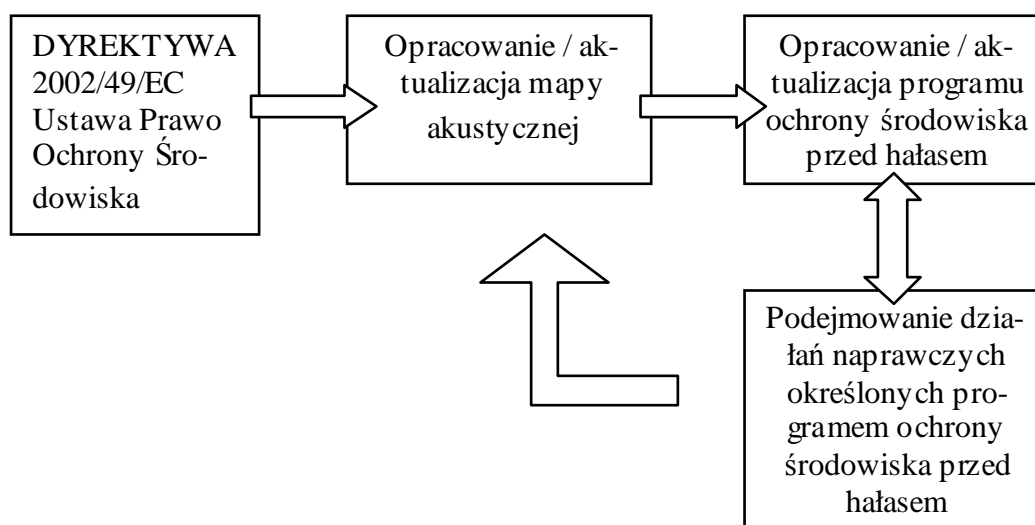 DYREKTYWA
2002/49/EC
Ustawa Prawo
Ochrony Śro-
dowiska
Opracowanie / ak-
tualizacja mapy
akustycznej
Opracowanie / ak-
tualizacja programu
ochrony środowiska
przed hałasem
Podejmowanie dzia-
łań naprawczych
określonych pro-
gramem ochrony
środowiska przed
hałasem